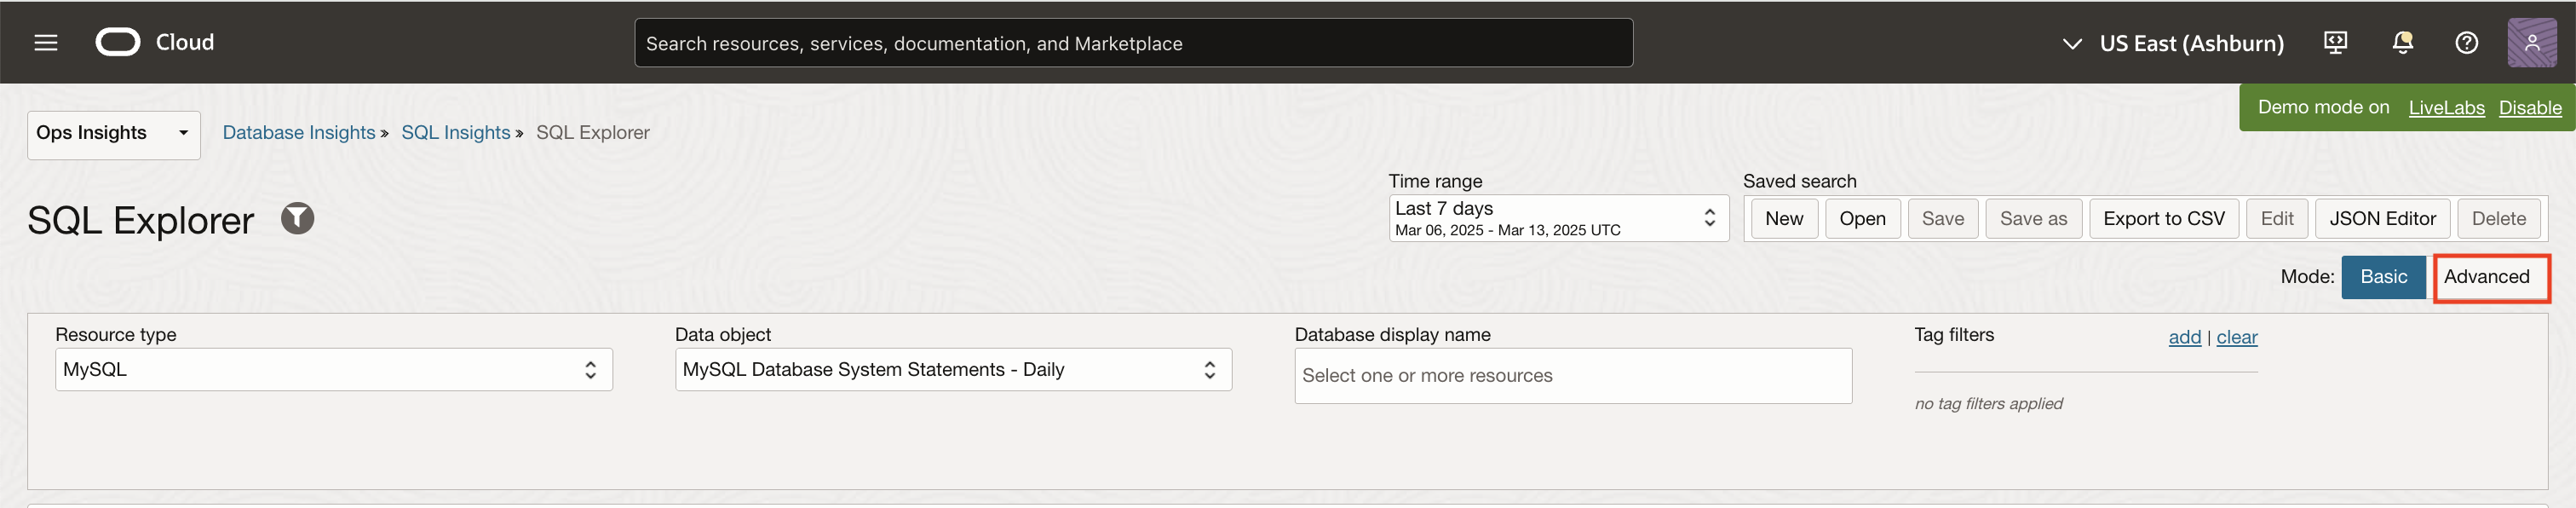 Cloud
Search resources, services, documentation, and Marketplace
US East (Ashburn)
Demo mode on LiveLabs Disable
Ops Insights
Database Insights » SQL Insights » SQL Explorer
SQL Explorer
Time range
Last 7 days
Mar 06, 2025 - Mar 13, 2025 UTC
Saved search
New Open Save Save as Export to CSV Edit JSON Editor Delete
Mode: Basic Advanced
Resource type
MySQL
Data object
MySQL Database System Statements - Daily
Database display name
Select one or more resources
Tag filters add | clear
no tag filters applied